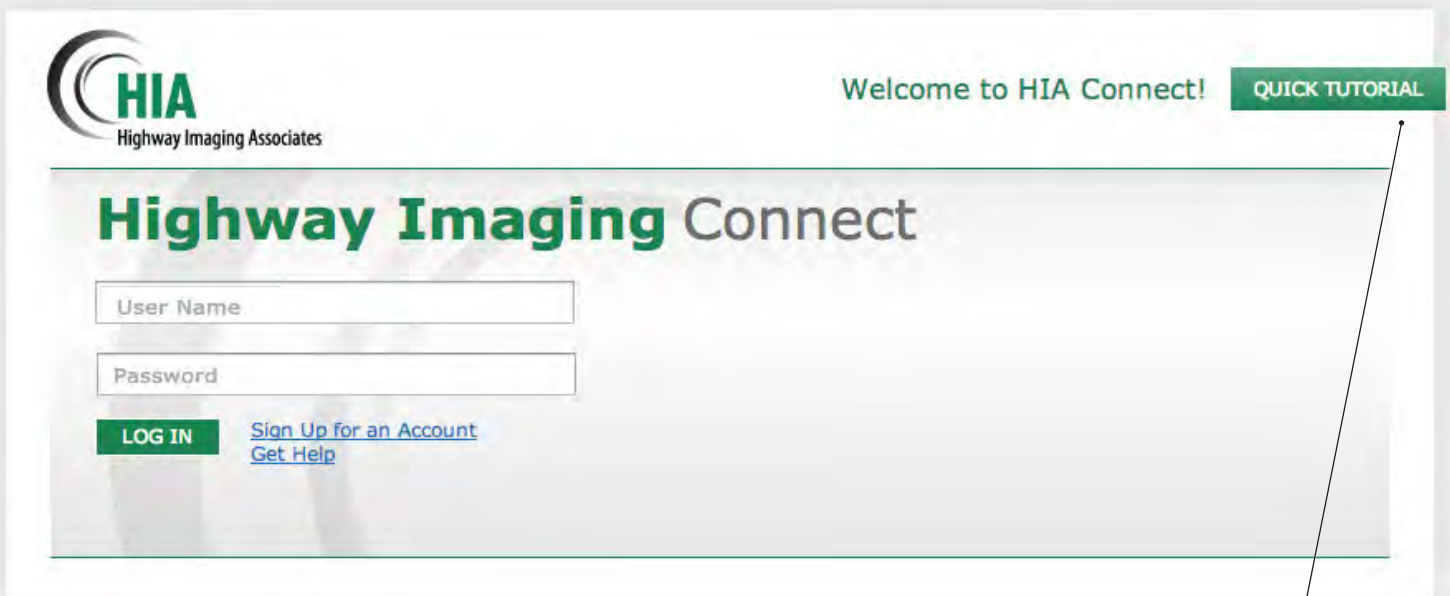 HIA
Highway Imaging Associates
Welcome to HIA Connect!
QUICK TUTORIAL
Highway Imaging Connect
User Name
Password
LOG IN
Sign Up for an Account
Get Help